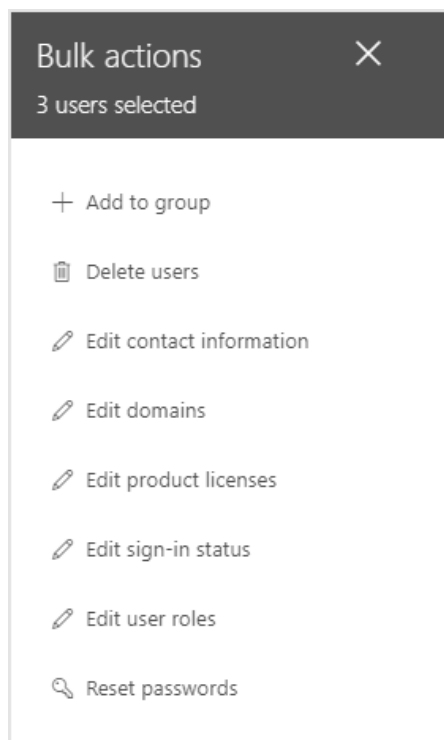 Bulk actions
3 users selected
Add to group
Delete users
Edit contact information
Edit domains
Edit product licenses
Edit sign-in status
Edit user roles
Reset passwords